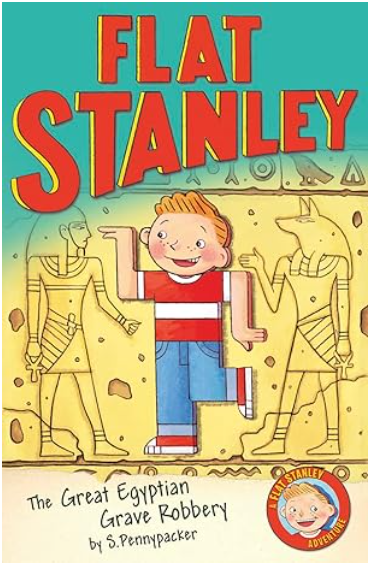 FLAT
STANLEY
The Great Egyptian
Grave Robbery
by S.Pennypacker
A FLAT STANLEY
ADVENTURE